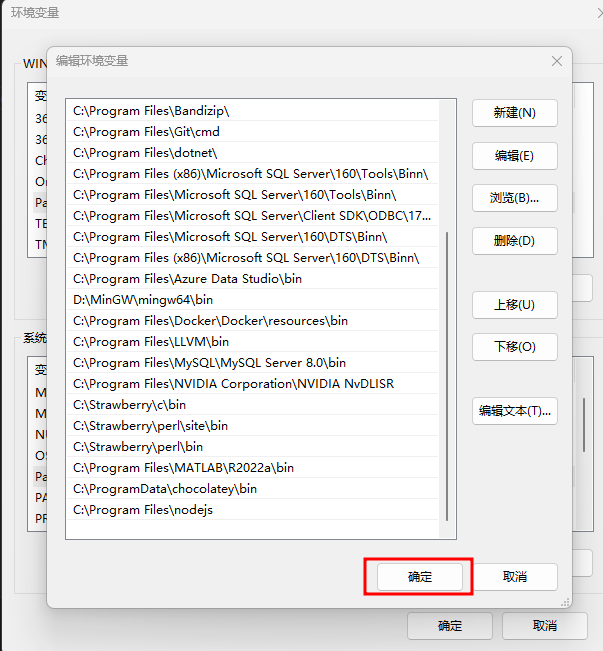 环境变量
编辑环境变量
WIN
变
36
36
Ch
On
Pa
TE
TM
系统
变
M
M
NU
OS
Pa
PA
PF
C:\Program Files\Bandizip\
C:\Program Files\Git\cmd
C:\Program Files\dotnet\
C:\Program Files (x86)\Microsoft SQL Server\160\Tools\Binn\
C:\Program Files\Microsoft SQL Server\160\Tools\Binn\
C:\Program Files\Microsoft SQL Server\Client SDK\ODBC\17...
C:\Program Files\Microsoft SQL Server\160\DTS\Binn\
C:\Program Files (x86)\Microsoft SQL Server\160\DTS\Binn\
C:\Program Files\Azure Data Studio\bin
D:\MinGW\mingw64\bin
C:\Program Files\Docker\Docker\resources\bin
C:\Program Files\LLVM\bin
C:\Program Files\MySQL\MySQL Server 8.0\bin
C:\Program Files\NVIDIA Corporation\NVIDIA NvDLISR
C:\Strawberry\c\bin
C:\Strawberry\perl\site\bin
C:\Strawberry\perl\bin
C:\Program Files\MATLAB\R2022a\bin
C:\ProgramData\chocolatey\bin
C:\Program Files\nodejs
新建(N)
编辑(E)
浏览(B)...
删除(D)
上移(U)
下移(O)
编辑文本(T)...
确定
取消
确定
取消